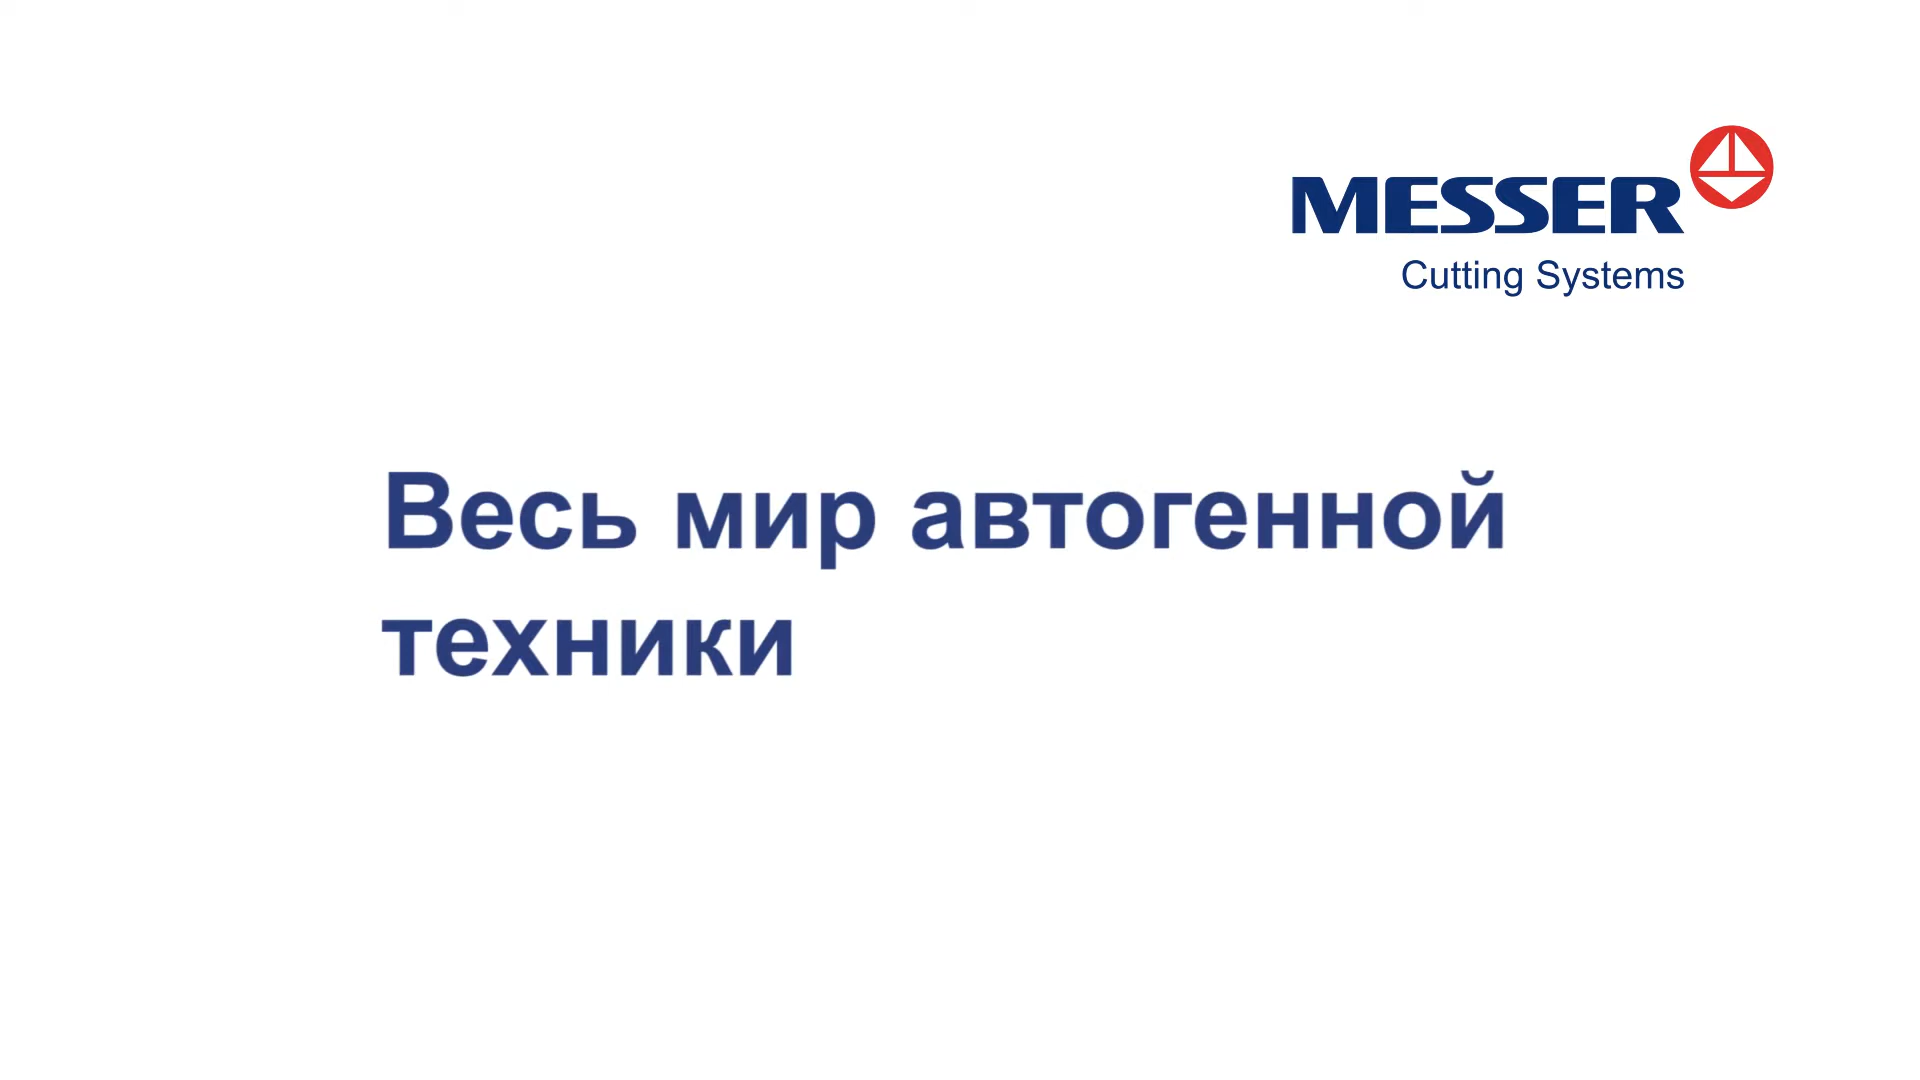 MESSER
Cutting Systems
Весь мир автогенной
техники